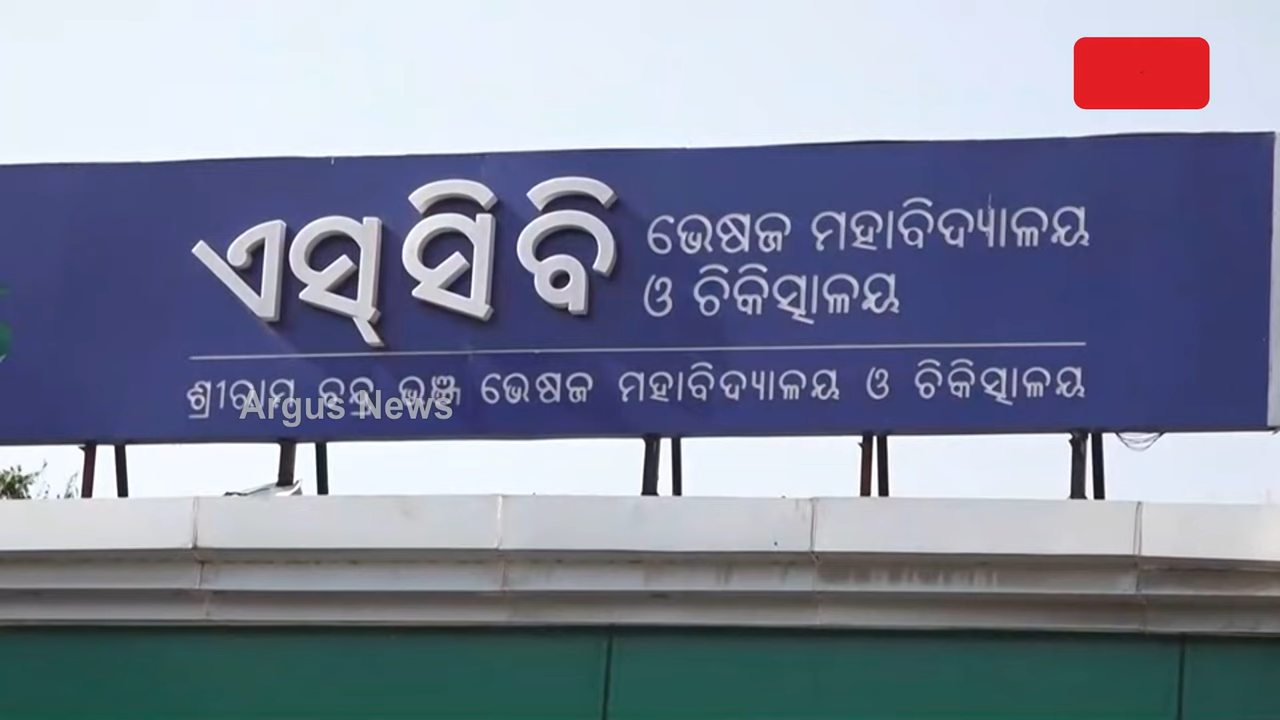 ଏସ୍ ସି ବି
ଭେଷଜ ମହାବିଦ୍ୟାଳୟ
ଓ ଚିକିତ୍ସାଳୟ
ଶ୍ରୀରାମ ଚନ୍ଦ୍ର ଭଞ୍ଜ ଭେଷଜ ମହାବିଦ୍ୟାଳୟ ଓ ଚିକିତ୍ସାଳୟ
Argus News